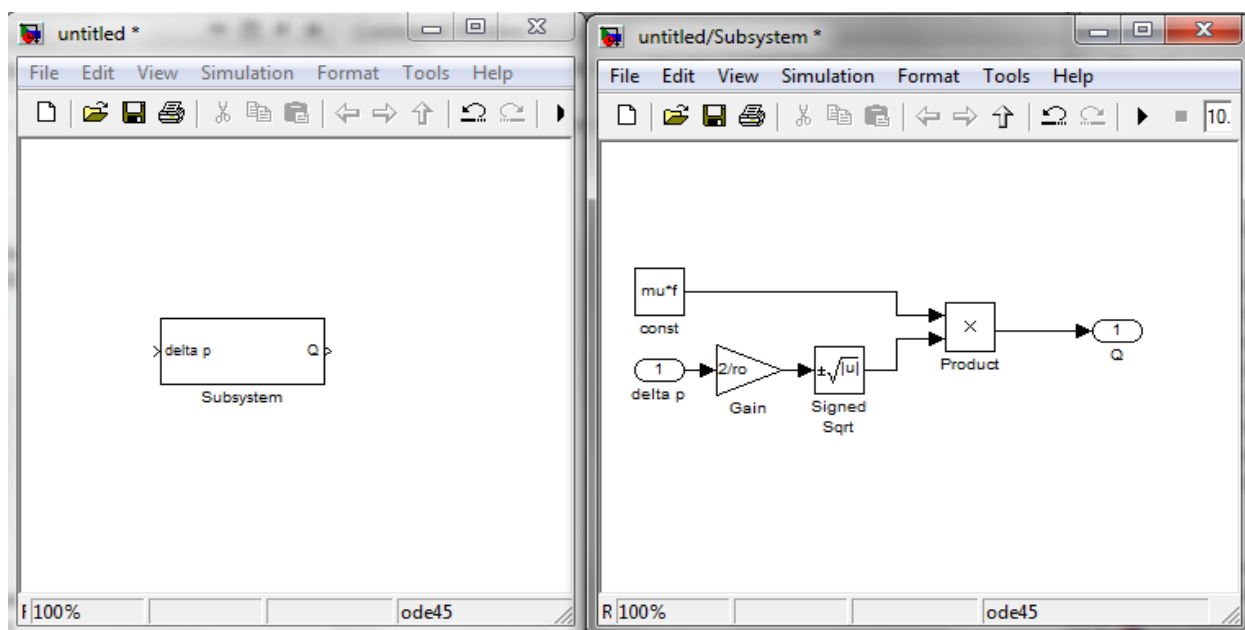 untitled *
File Edit View Simulation Format Tools Help
delta p Q
Subsystem
100% ode45
untitled/Subsystem *
File Edit View Simulation Format Tools Help
10.
mu*f
const
1
delta p
2/ro
Gain
±√|u|
Signed
Sqrt
×
Product
1
Q
R 100% ode45